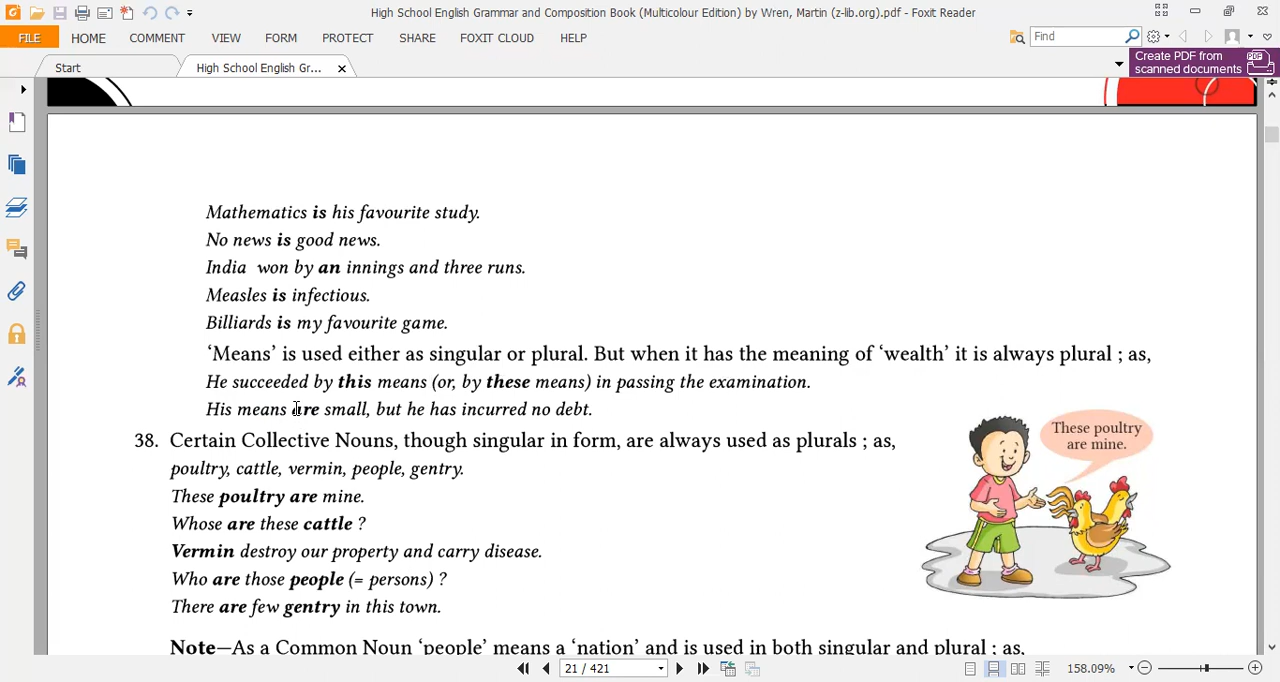 High School English Grammar and Composition Book (Multicolour Edition) by Wren, Martin (z-lib.org).pdf - Foxit Reader
FILE HOME COMMENT VIEW FORM PROTECT SHARE FOXIT CLOUD HELP Find
Start High School English Gr... Create PDF from
scanned documents
Mathematics is his favourite study.
No news is good news.
India won by an innings and three runs.
Measles is infectious.
Billiards is my favourite game.
‘Means’ is used either as singular or plural. But when it has the meaning of ‘wealth’ it is always plural ; as,
He succeeded by this means (or, by these means) in passing the examination.
His means are small, but he has incurred no debt.
38. Certain Collective Nouns, though singular in form, are always used as plurals ; as,
poultry, cattle, vermin, people, gentry.
These poultry are mine.
Whose are these cattle ?
Vermin destroy our property and carry disease.
Who are those people (= persons) ?
There are few gentry in this town.
These poultry
are mine.
Note—As a Common Noun ‘people’ means a ‘nation’ and is used in both singular and plural ; as,
21 / 421 158.09%